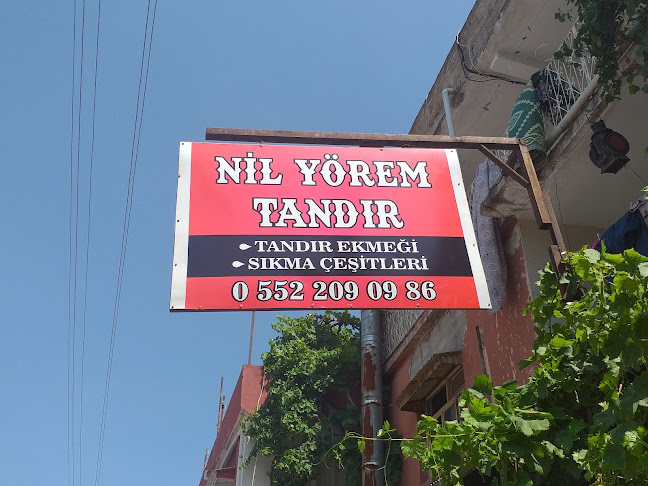 NİL YÖREM
TANDIR
TANDIR EKMEĞİ
SIKMA ÇEŞİTLERİ
0 552 209 09 86